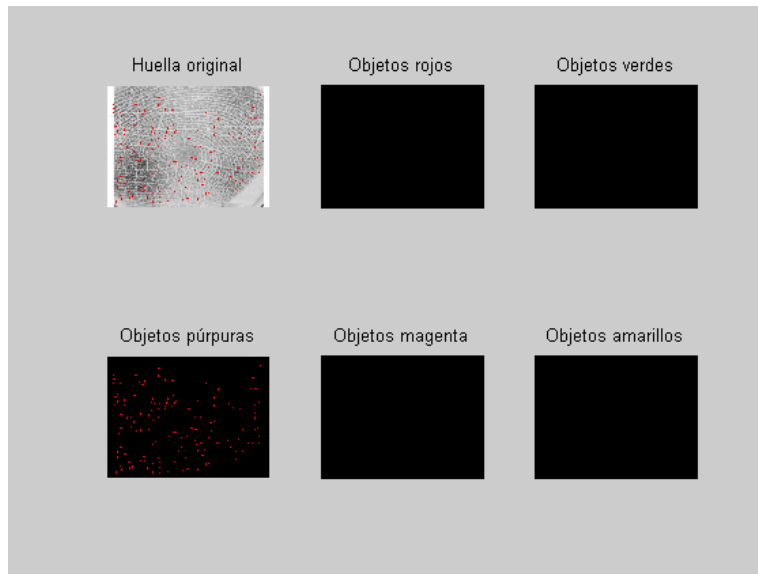 Huella original
Objetos rojos
Objetos verdes
Objetos púrpuras
Objetos magenta
Objetos amarillos